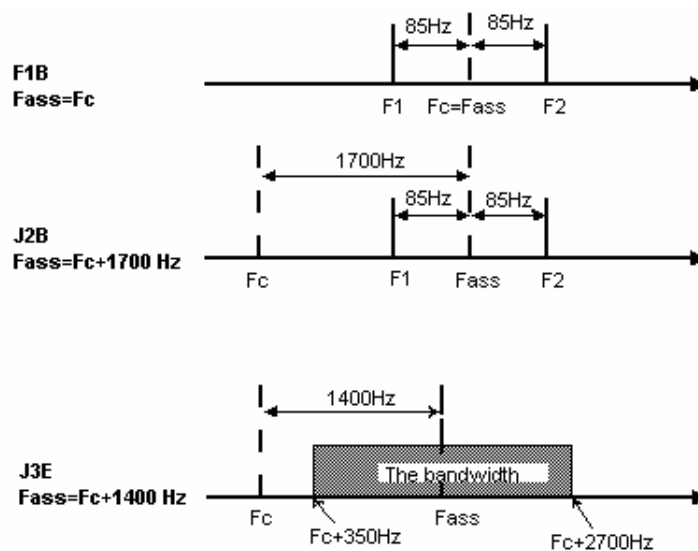 85Hz 85Hz
F1B
Fass=Fc
F1 Fc=Fass F2
1700Hz
85Hz 85Hz
J2B
Fass=Fc+1700 Hz
Fc F1 Fass F2
1400Hz
The bandwidth
J3E
Fass=Fc+1400 Hz
Fc Fass
Fc+350Hz Fc+2700Hz